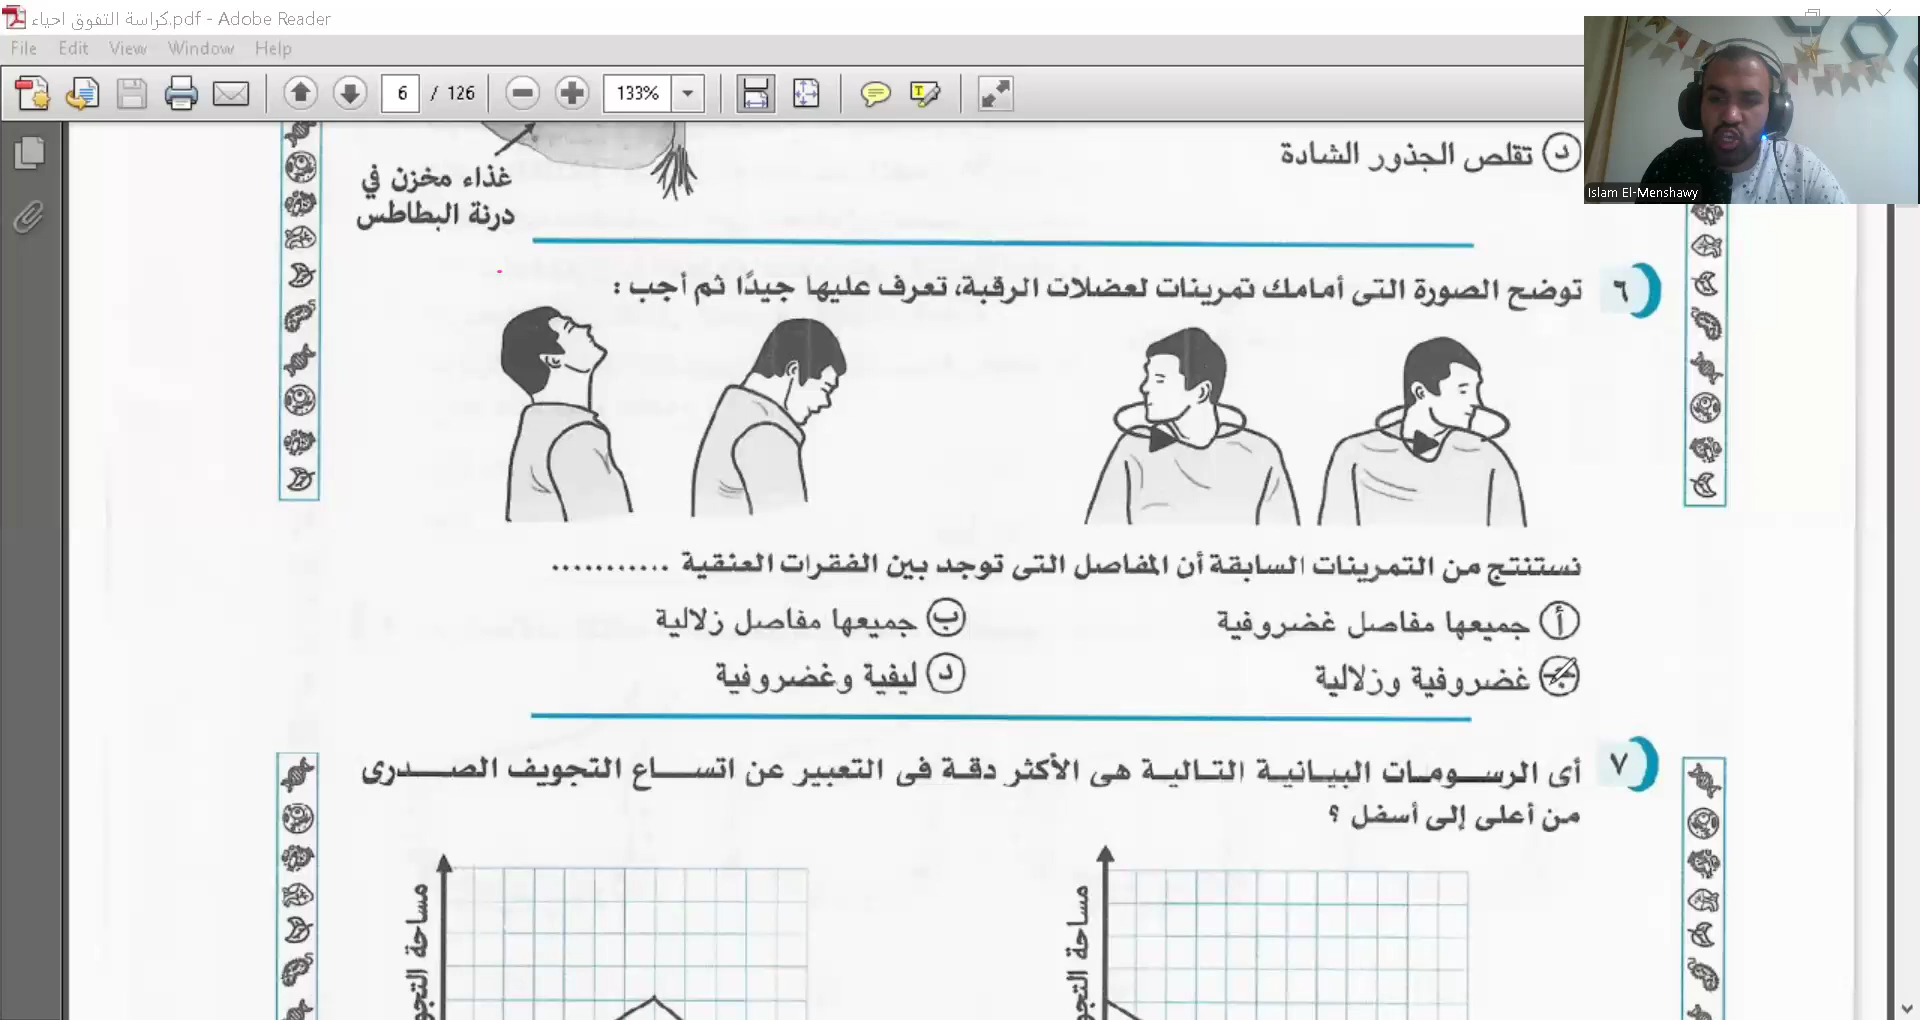 كراسة التفوق احياء.pdf - Adobe Reader
File Edit View Window Help
6 / 126 133%
Islam El-Menshawy
د تقلص الجذور الشادة
غذاء مخزن في
درنة البطاطس
٦ توضح الصورة التى أمامك تمرينات لعضلات الرقبة، تعرف عليها جيدًا ثم أجب :
نستنتج من التمرينات السابقة أن المفاصل التى توجد بين الفقرات العنقية ...........
أ جميعها مفاصل غضروفية
ب جميعها مفاصل زلالية
ج غضروفية وزلالية
د ليفية وغضروفية
٧ أى الرسومات البيانية التالية هى الأكثر دقة فى التعبير عن اتساع التجويف الصدرى
من أعلى إلى أسفل ؟
مساحة
مساحة